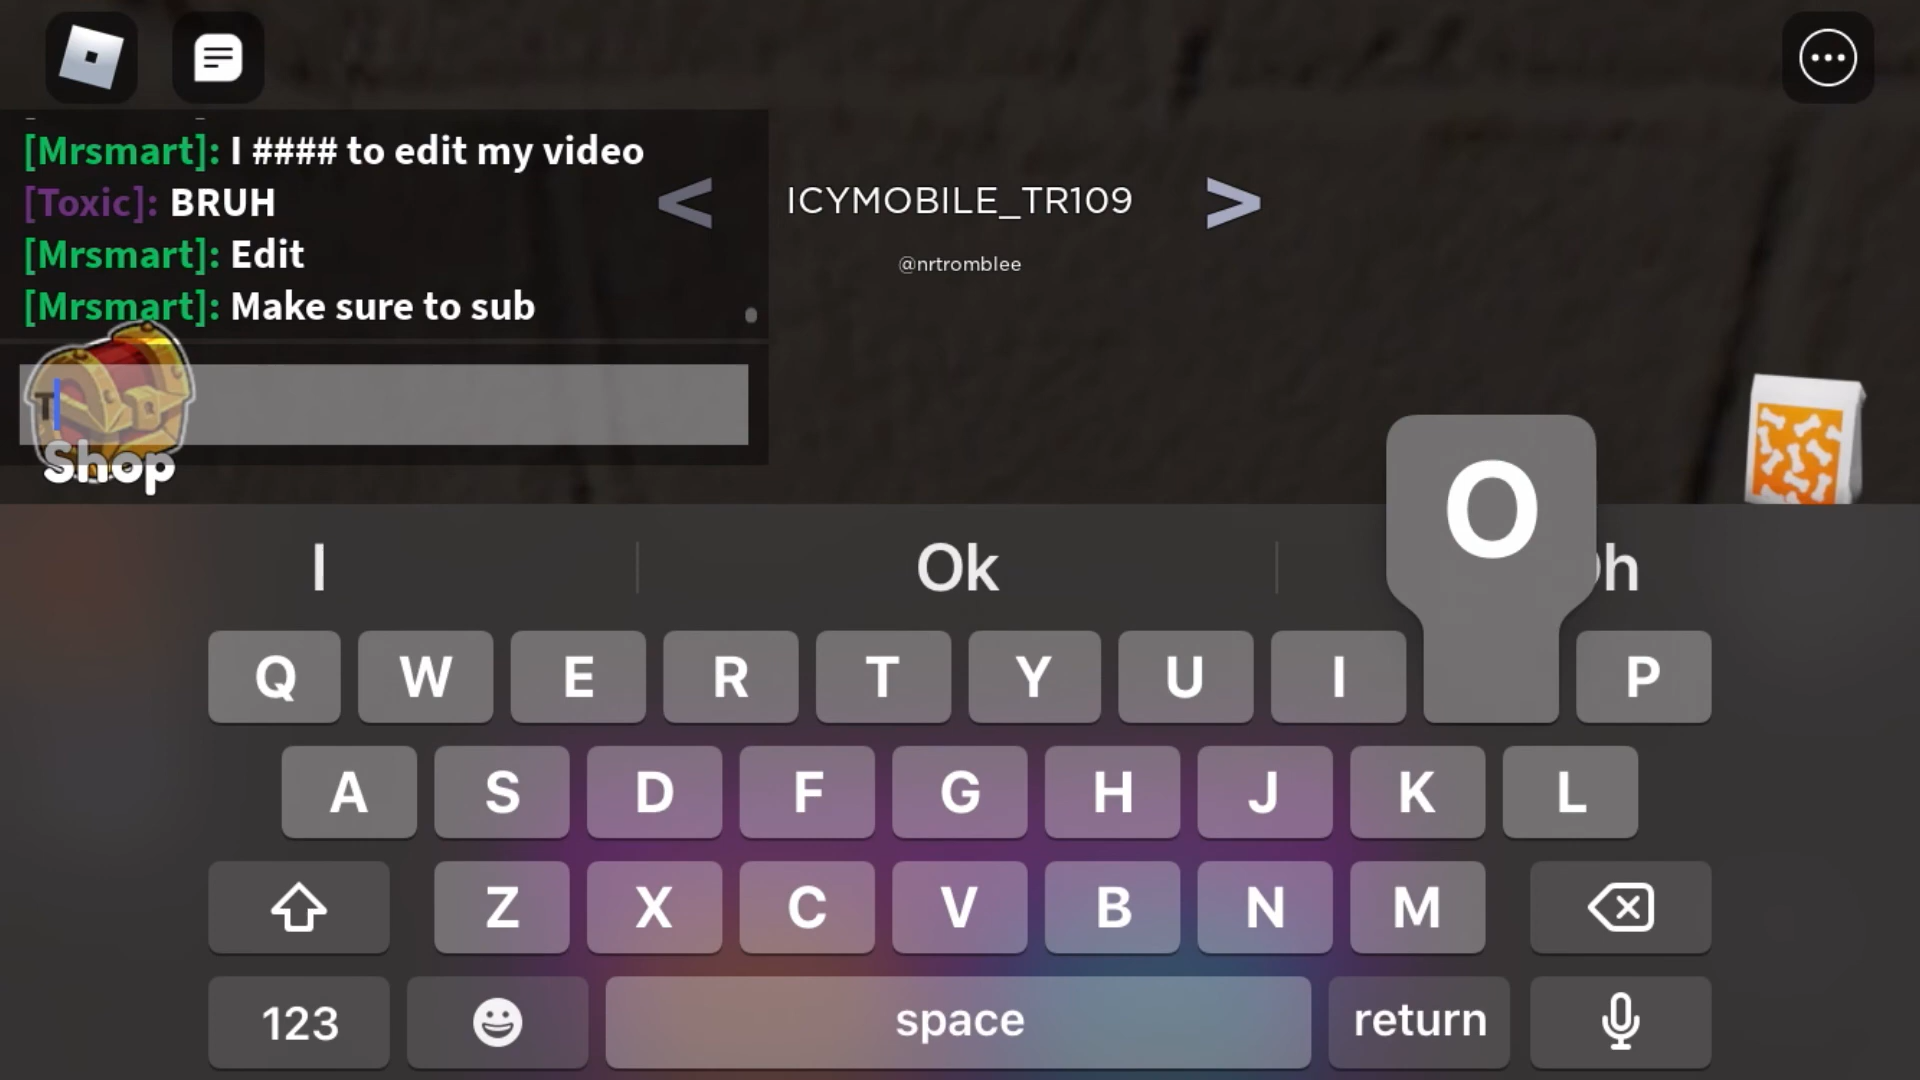 [Mrsmart]: I #### to edit my video
[Toxic]: BRUH
[Mrsmart]: Edit
[Mrsmart]: Make sure to sub
< ICYMOBILE_TR109 >
@nrtromblee
T
Shop
I Ok
O
Q W E R T Y U I P
A S D F G H J K L
Z X C V B N M
123 space return